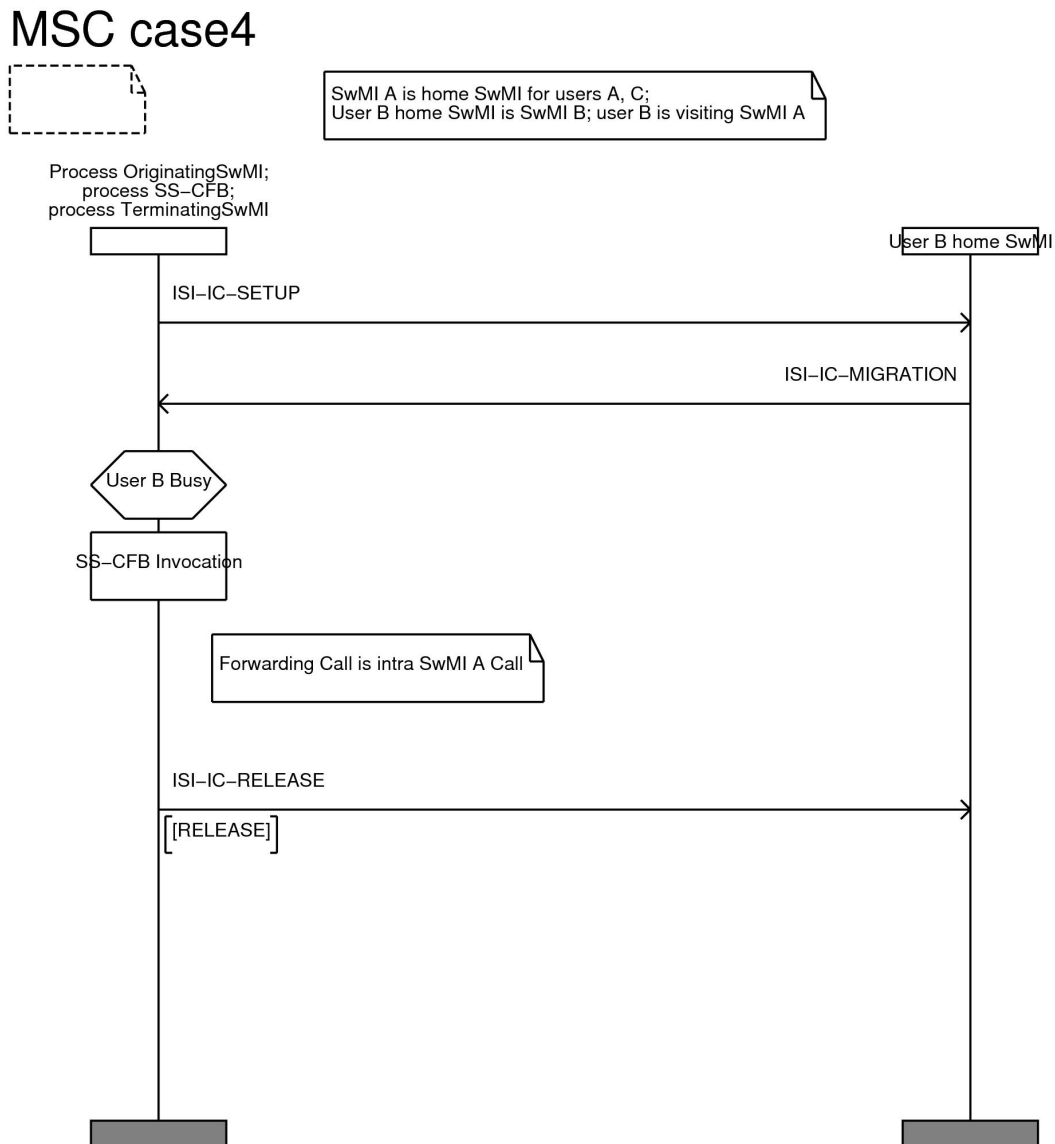 MSC case4
SwMI A is home SwMI for users A, C;
User B home SwMI is SwMI B; user B is visiting SwMI A
Process OriginatingSwMI;
process SS–CFB;
process TerminatingSwMI
User B home SwMI
ISI–IC–SETUP
ISI–IC–MIGRATION
User B Busy
SS–CFB Invocation
Forwarding Call is intra SwMI A Call
ISI–IC–RELEASE
[RELEASE]